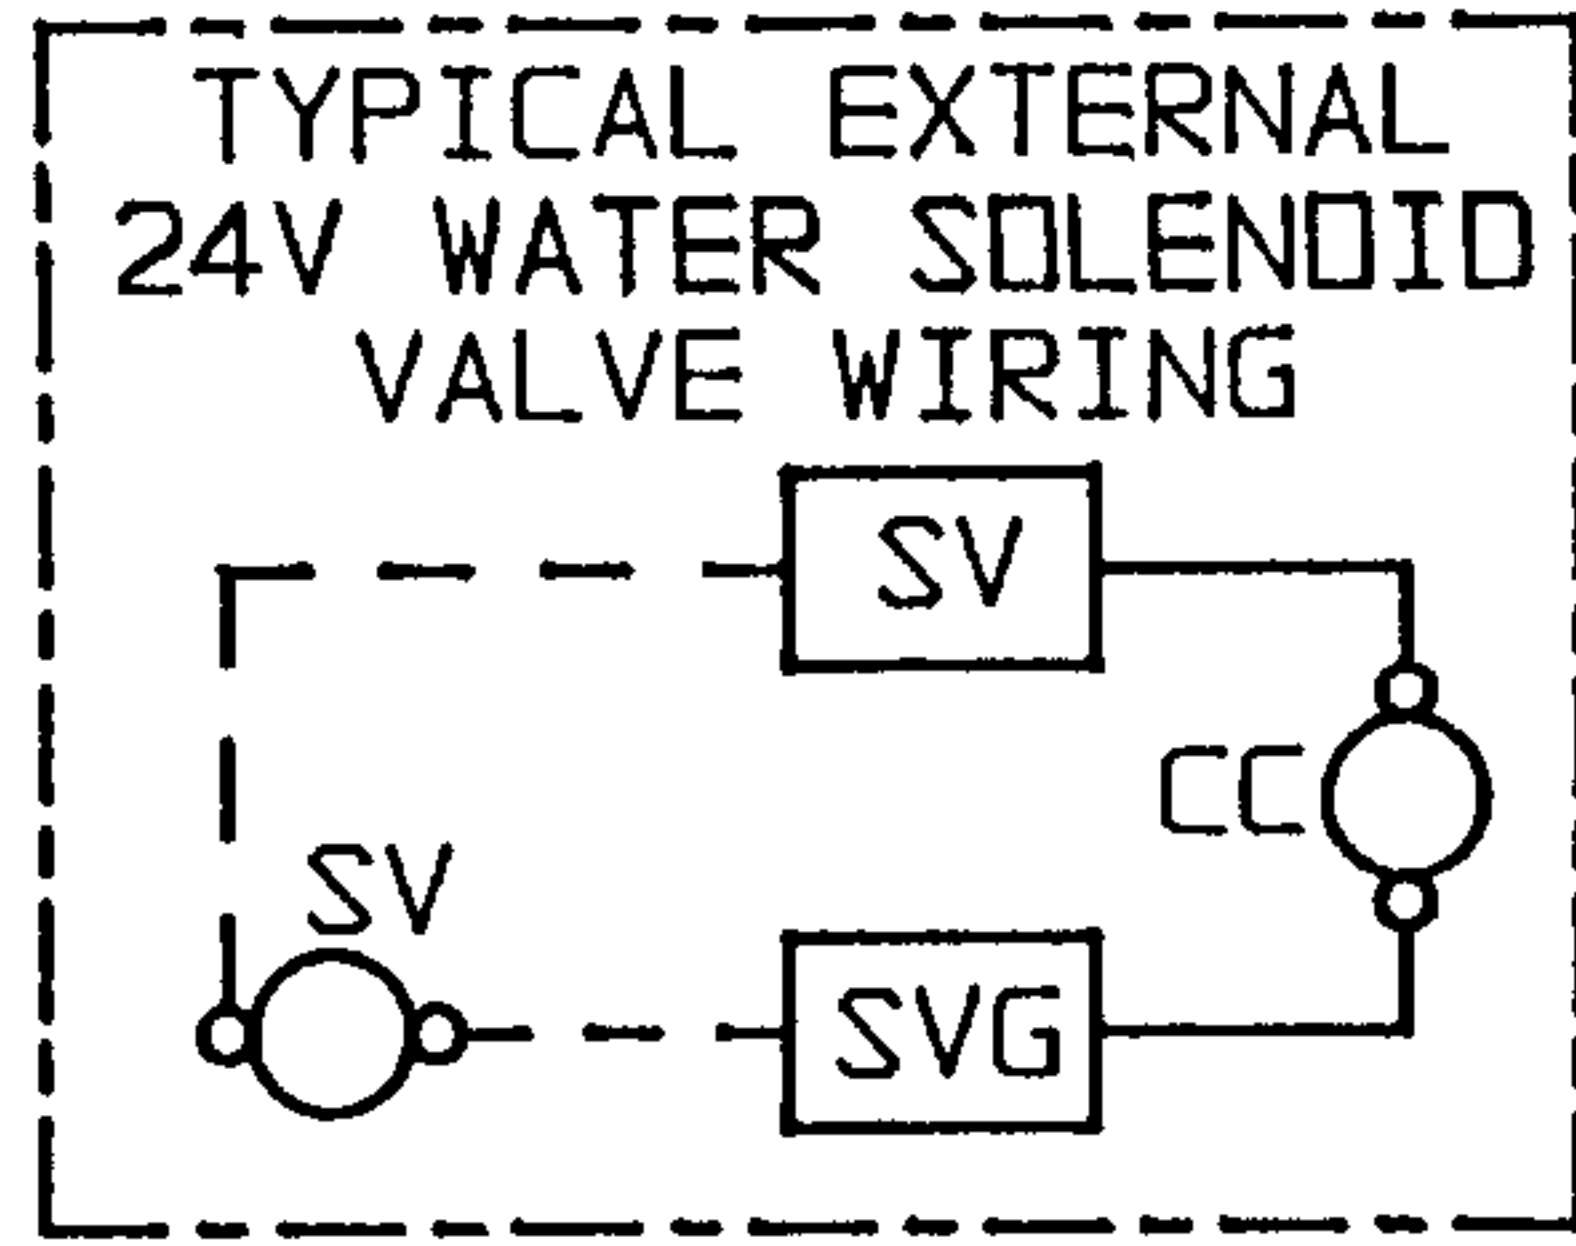 TYPICAL EXTERNAL
24V WATER SOLENOID
VALVE WIRING
SV
CC
SV
SVG